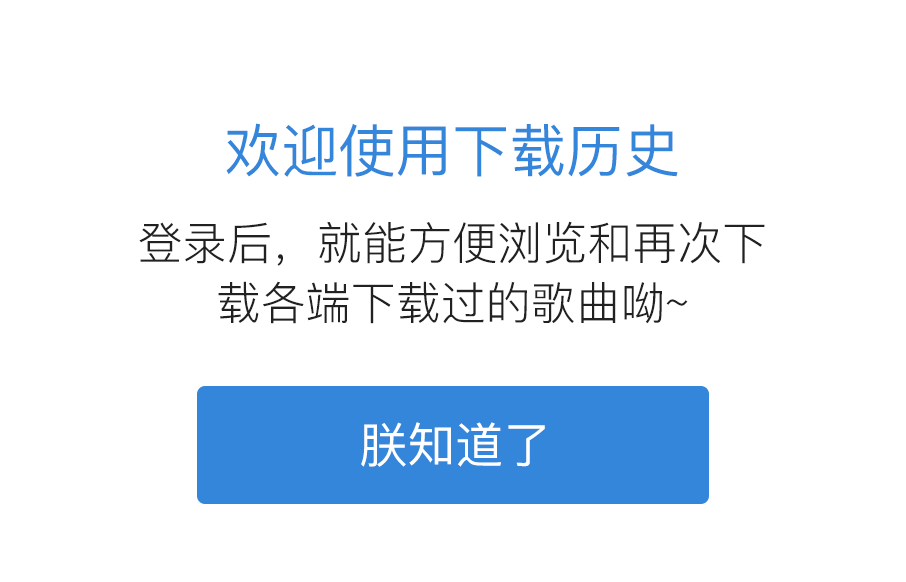 欢迎使用下载历史
登录后，就能方便浏览和再次下
载各端下载过的歌曲呦~
朕知道了